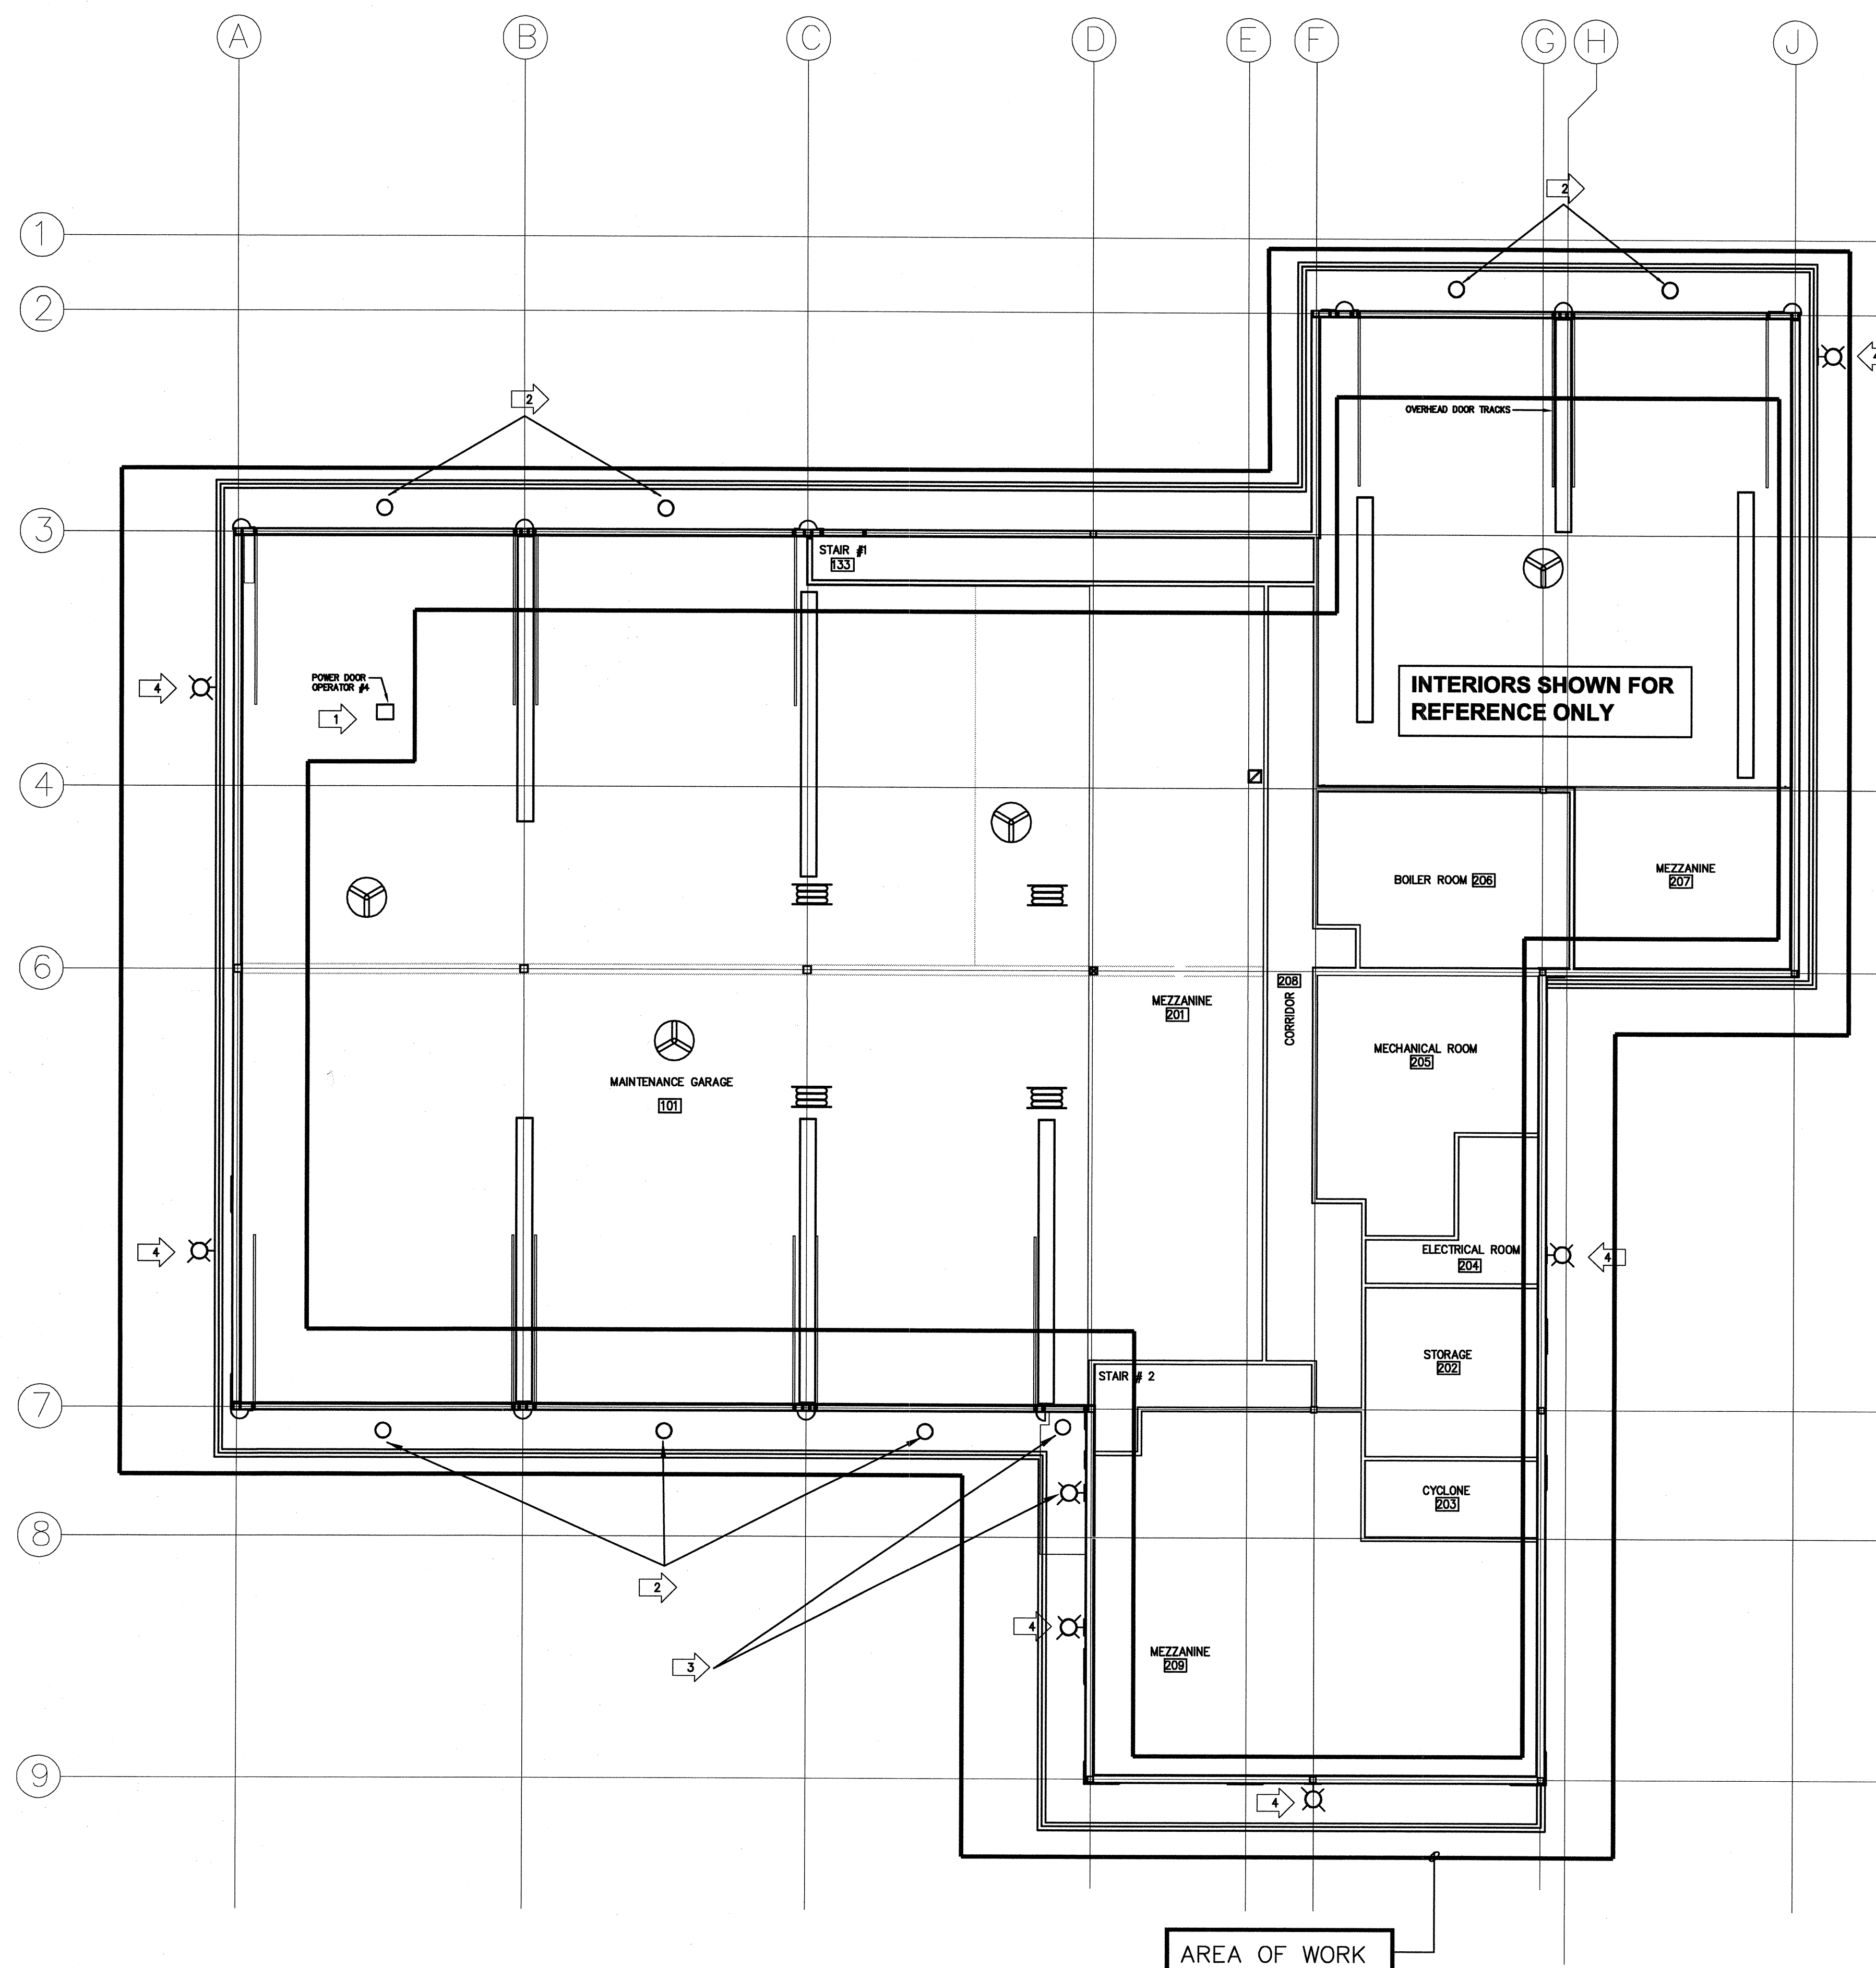 A B C D E F G H J
1
2
2
4
OVERHEAD DOOR TRACKS
2
3
STAIR #1
133
POWER DOOR
OPERATOR #4
4
1
INTERIORS SHOWN FOR
REFERENCE ONLY
4
BOILER ROOM 206
MEZZANINE
207
6
208
CORRIDOR
MEZZANINE
201
MECHANICAL ROOM
205
MAINTENANCE GARAGE
101
4
ELECTRICAL ROOM
204
4
STORAGE
202
STAIR # 2
7
CYCLONE
203
8
2
4
3
MEZZANINE
209
9
4
AREA OF WORK